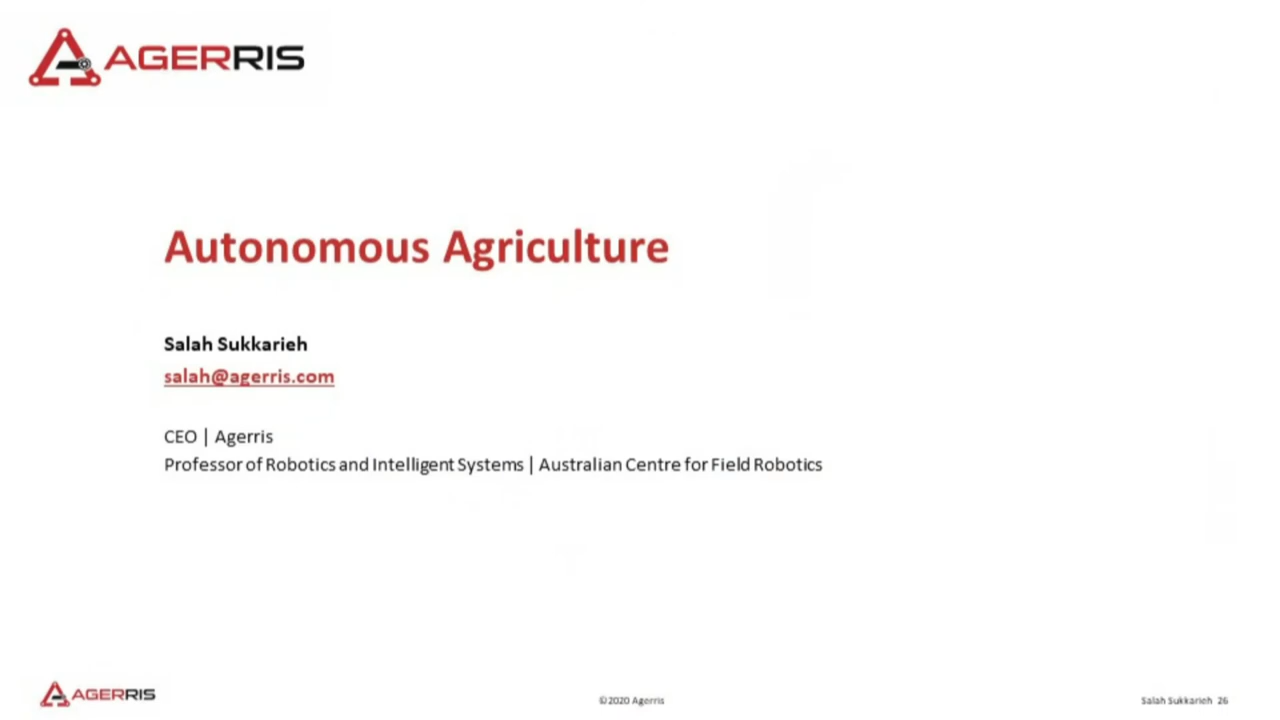 AGERRIS
Autonomous Agriculture
Salah Sukkarieh
salah@agerris.com
CEO | Agerris
Professor of Robotics and Intelligent Systems | Australian Centre for Field Robotics
AGERRIS
©2020 Agerris
Salah Sukkarieh 26